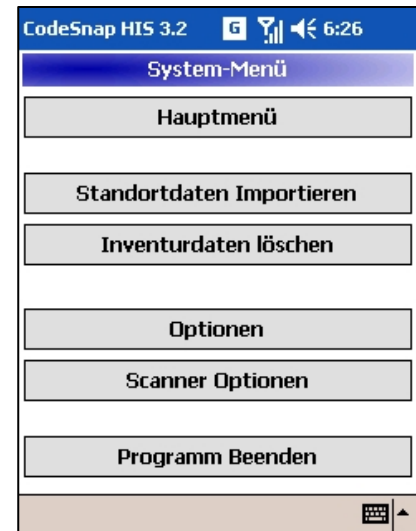 CodeSnap HIS 3.2 G 6:26
System-Menü
Hauptmenü
Standortdaten Importieren
Inventurdaten löschen
Optionen
Scanner Optionen
Programm Beenden